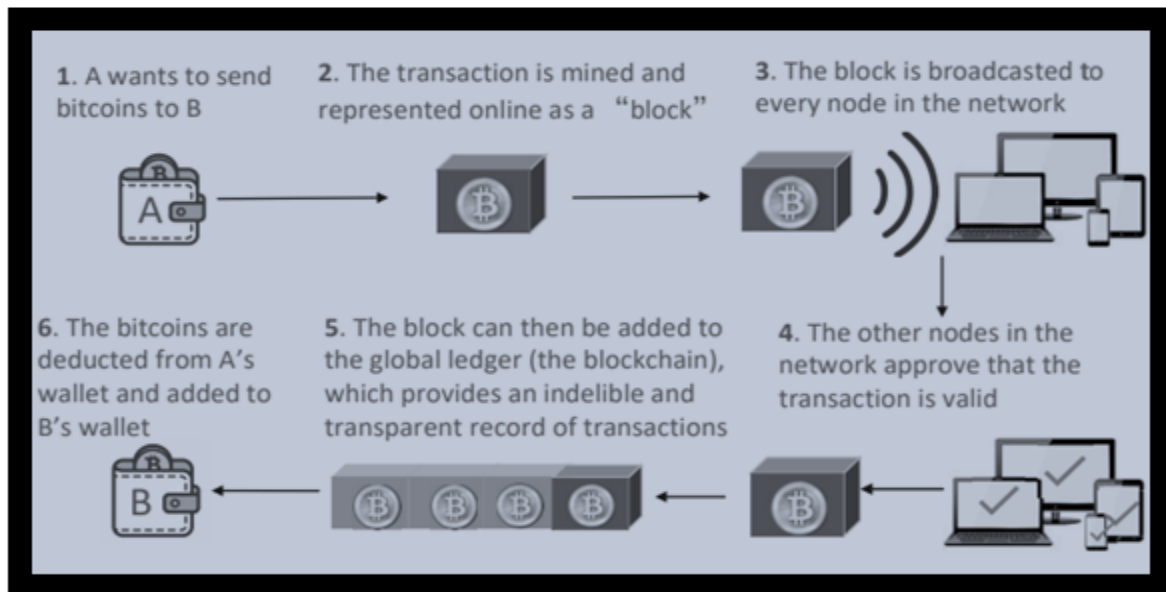 1. A wants to send
bitcoins to B
2. The transaction is mined and
represented online as a “block”
3. The block is broadcasted to
every node in the network
A
4. The other nodes in the
network approve that the
transaction is valid
5. The block can then be added to
the global ledger (the blockchain),
which provides an indelible and
transparent record of transactions
6. The bitcoins are
deducted from A's
wallet and added to
B's wallet
B